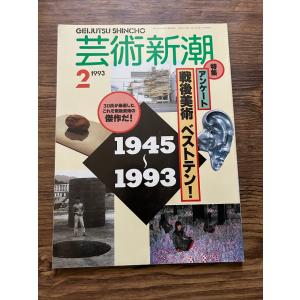 GEIJUTSU SHINCHO
芸術新潮
2
1993
特集
アンケート
戦後美術 ベストテン!
30氏が厳選した、
これぞ戦後美術の
傑作だ!
1945
〜
1993